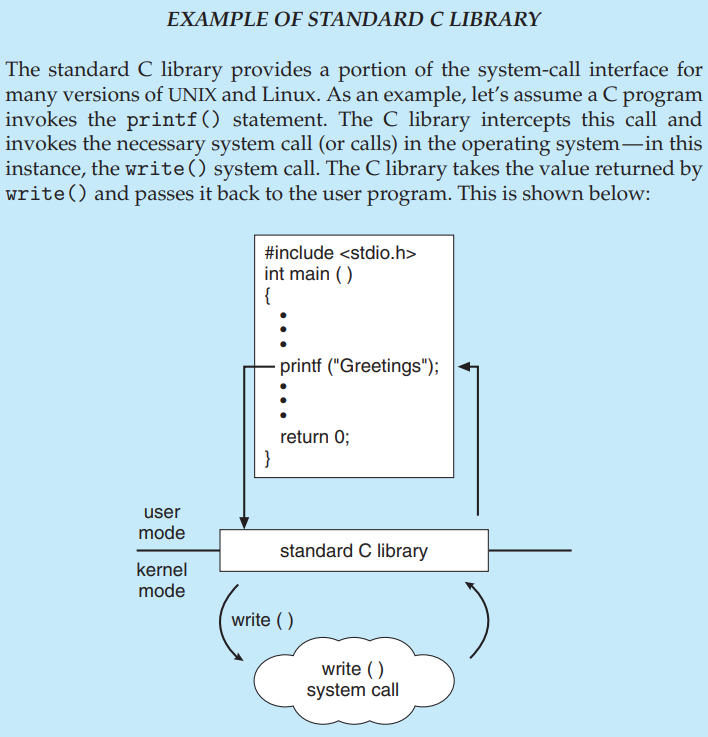 EXAMPLE OF STANDARD C LIBRARY
The standard C library provides a portion of the system-call interface for
many versions of UNIX and Linux. As an example, let's assume a C program
invokes the printf() statement. The C library intercepts this call and
invokes the necessary system call (or calls) in the operating system—in this
instance, the write() system call. The C library takes the value returned by
write() and passes it back to the user program. This is shown below:
#include <stdio.h>
int main ( )
{
•
•
•
printf ("Greetings");
•
•
•
return 0;
}
user
mode
standard C library
kernel
mode
write ( )
write ( )
system call